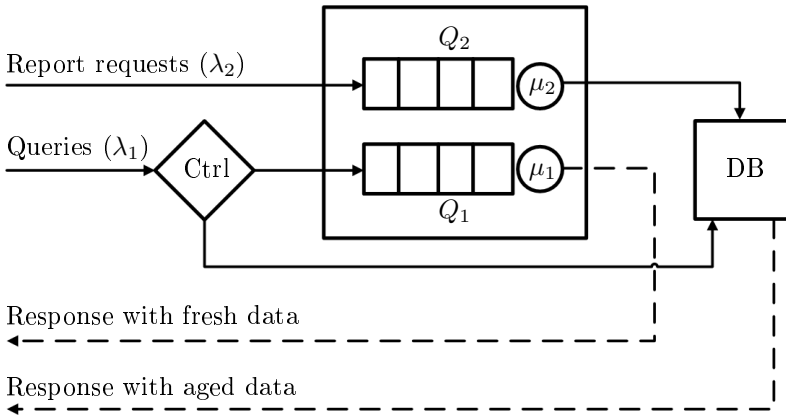 Q₂
Report requests (λ₂)
μ₂
Queries (λ₁)
Ctrl
μ₁
DB
Q₁
Response with fresh data
Response with aged data